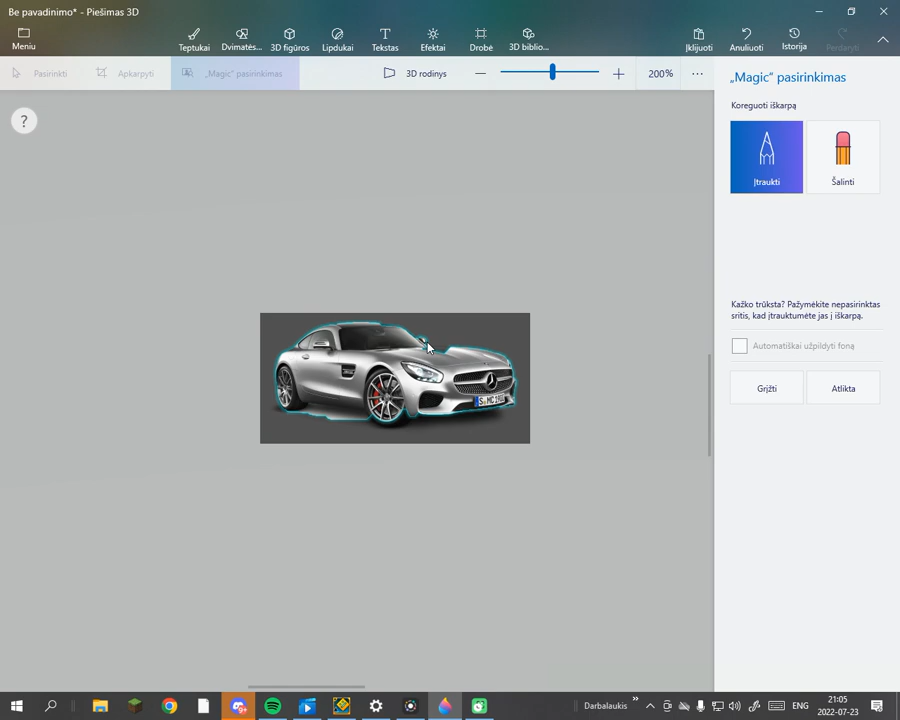 Be pavadinimo* - Piešimas 3D
Meniu
Teptukai
Dvimatės...
3D figūros
Lipdukai
Tekstas
Efektai
Drobė
3D biblio...
Įklijuoti
Anuliuoti
Istorija
Perdaryti
Pasirinkti
Apkarpyti
„Magic“ pasirinkimas
3D rodinys
200%
„Magic“ pasirinkimas
Koreguoti iškarpą
Įtraukti
Šalinti
Kažko trūksta? Pažymėkite nepasirinktas
sritis, kad įtrauktumėte jas į iškarpą.
Automatiškai užpildyti foną
Grįžti
Atlikta
Darbalaukis
ENG
21:05
2022-07-23